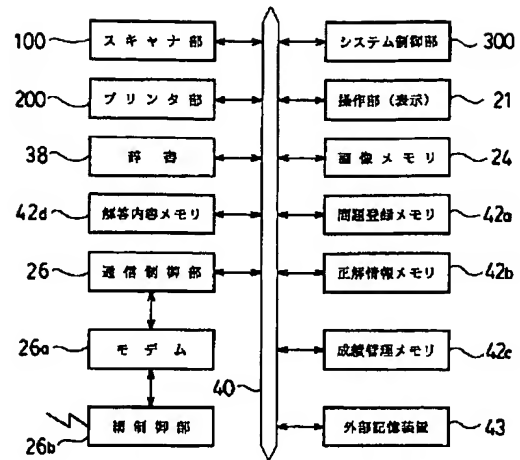 100 スキャナ部
システム制御部 300
200 プリンタ部
操作部（表示） 21
38 辞書
画像メモリ 24
42d 解答内容メモリ
問題登録メモリ 42a
26 通信制御部
正解情報メモリ 42b
26a モデム
成績管理メモリ 42c
40
26b 網制御部
外部記憶装置 43